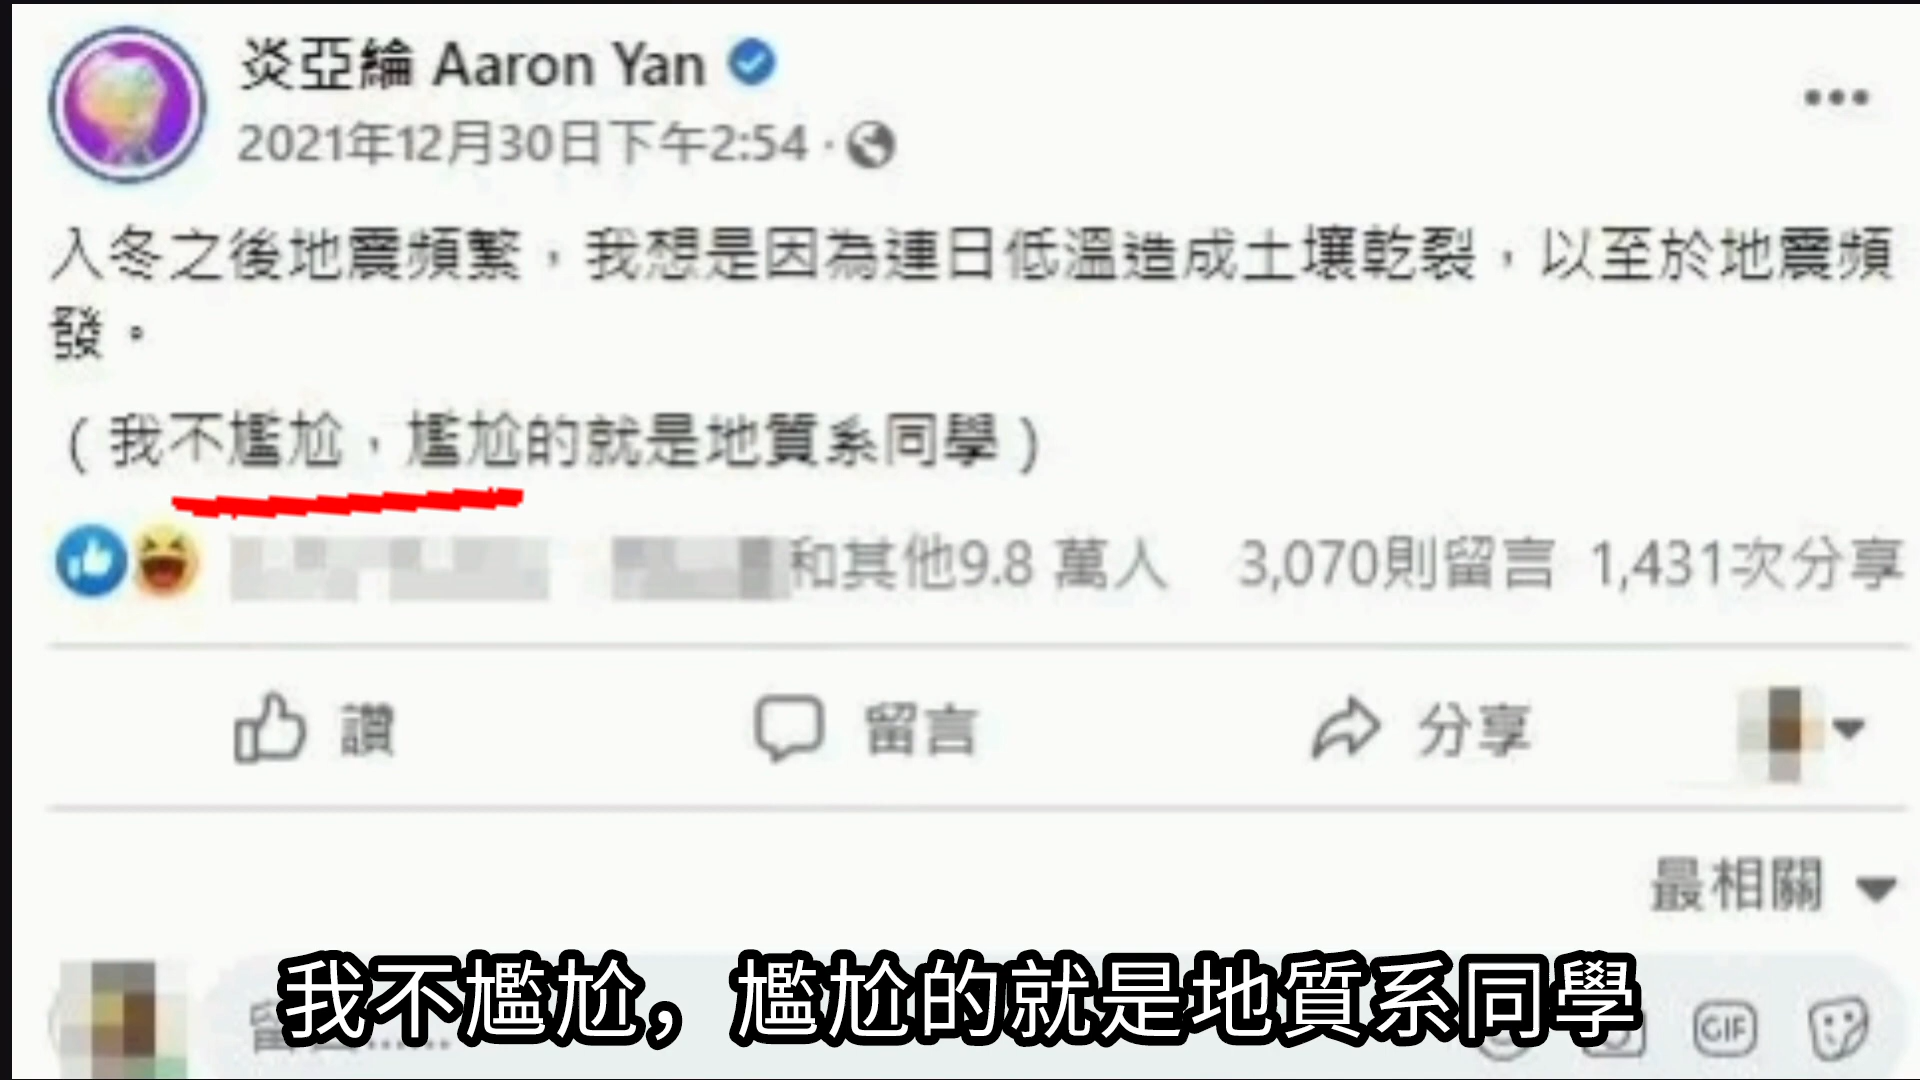 炎亞綸 Aaron Yan
2021年12月30日下午2:54
入冬之後地震頻繁，我想是因為連日低溫造成土壤乾裂，以至於地震頻
發。
（我不尷尬，尷尬的就是地質系同學）
和其他9.8 萬人 3,070則留言 1,431次分享
讚 留言 分享
最相關
GIF
我不尷尬，尷尬的就是地質系同學